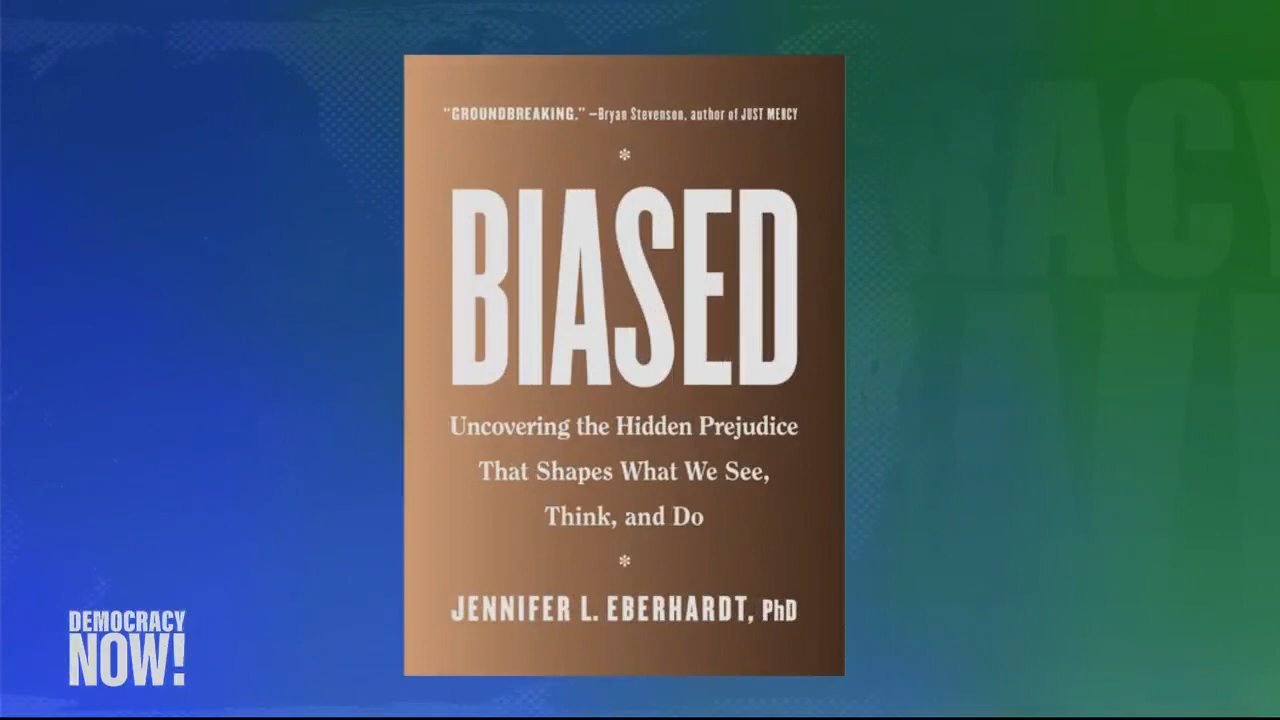 "GROUNDBREAKING." —Bryan Stevenson, author of JUST MERCY
*
BIASED
Uncovering the Hidden Prejudice
That Shapes What We See,
Think, and Do
*
JENNIFER L. EBERHARDT, PhD
DEMOCRACY
NOW!